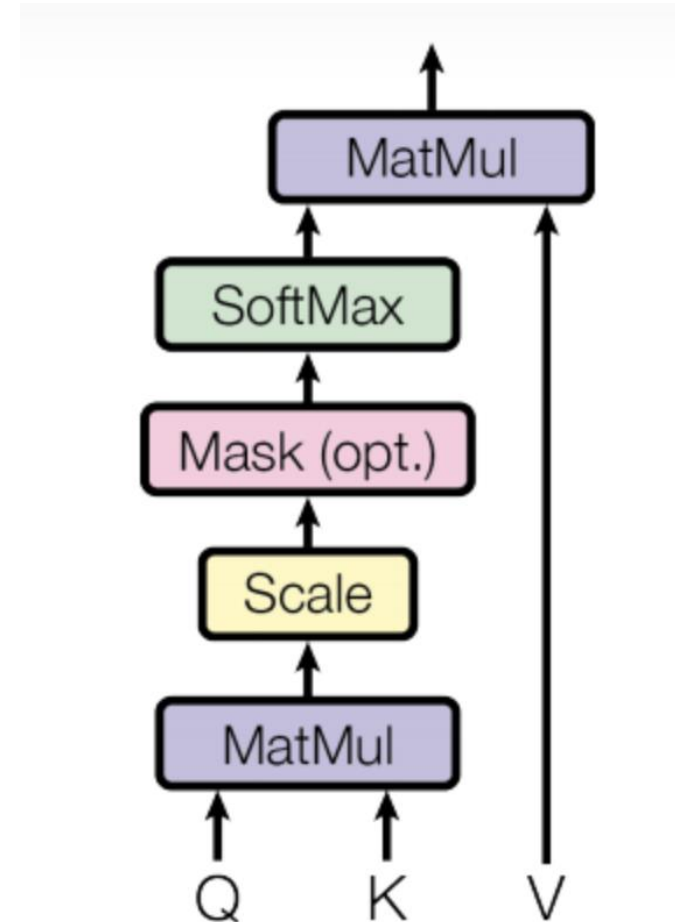 MatMul
SoftMax
Mask (opt.)
Scale
MatMul
Q K V